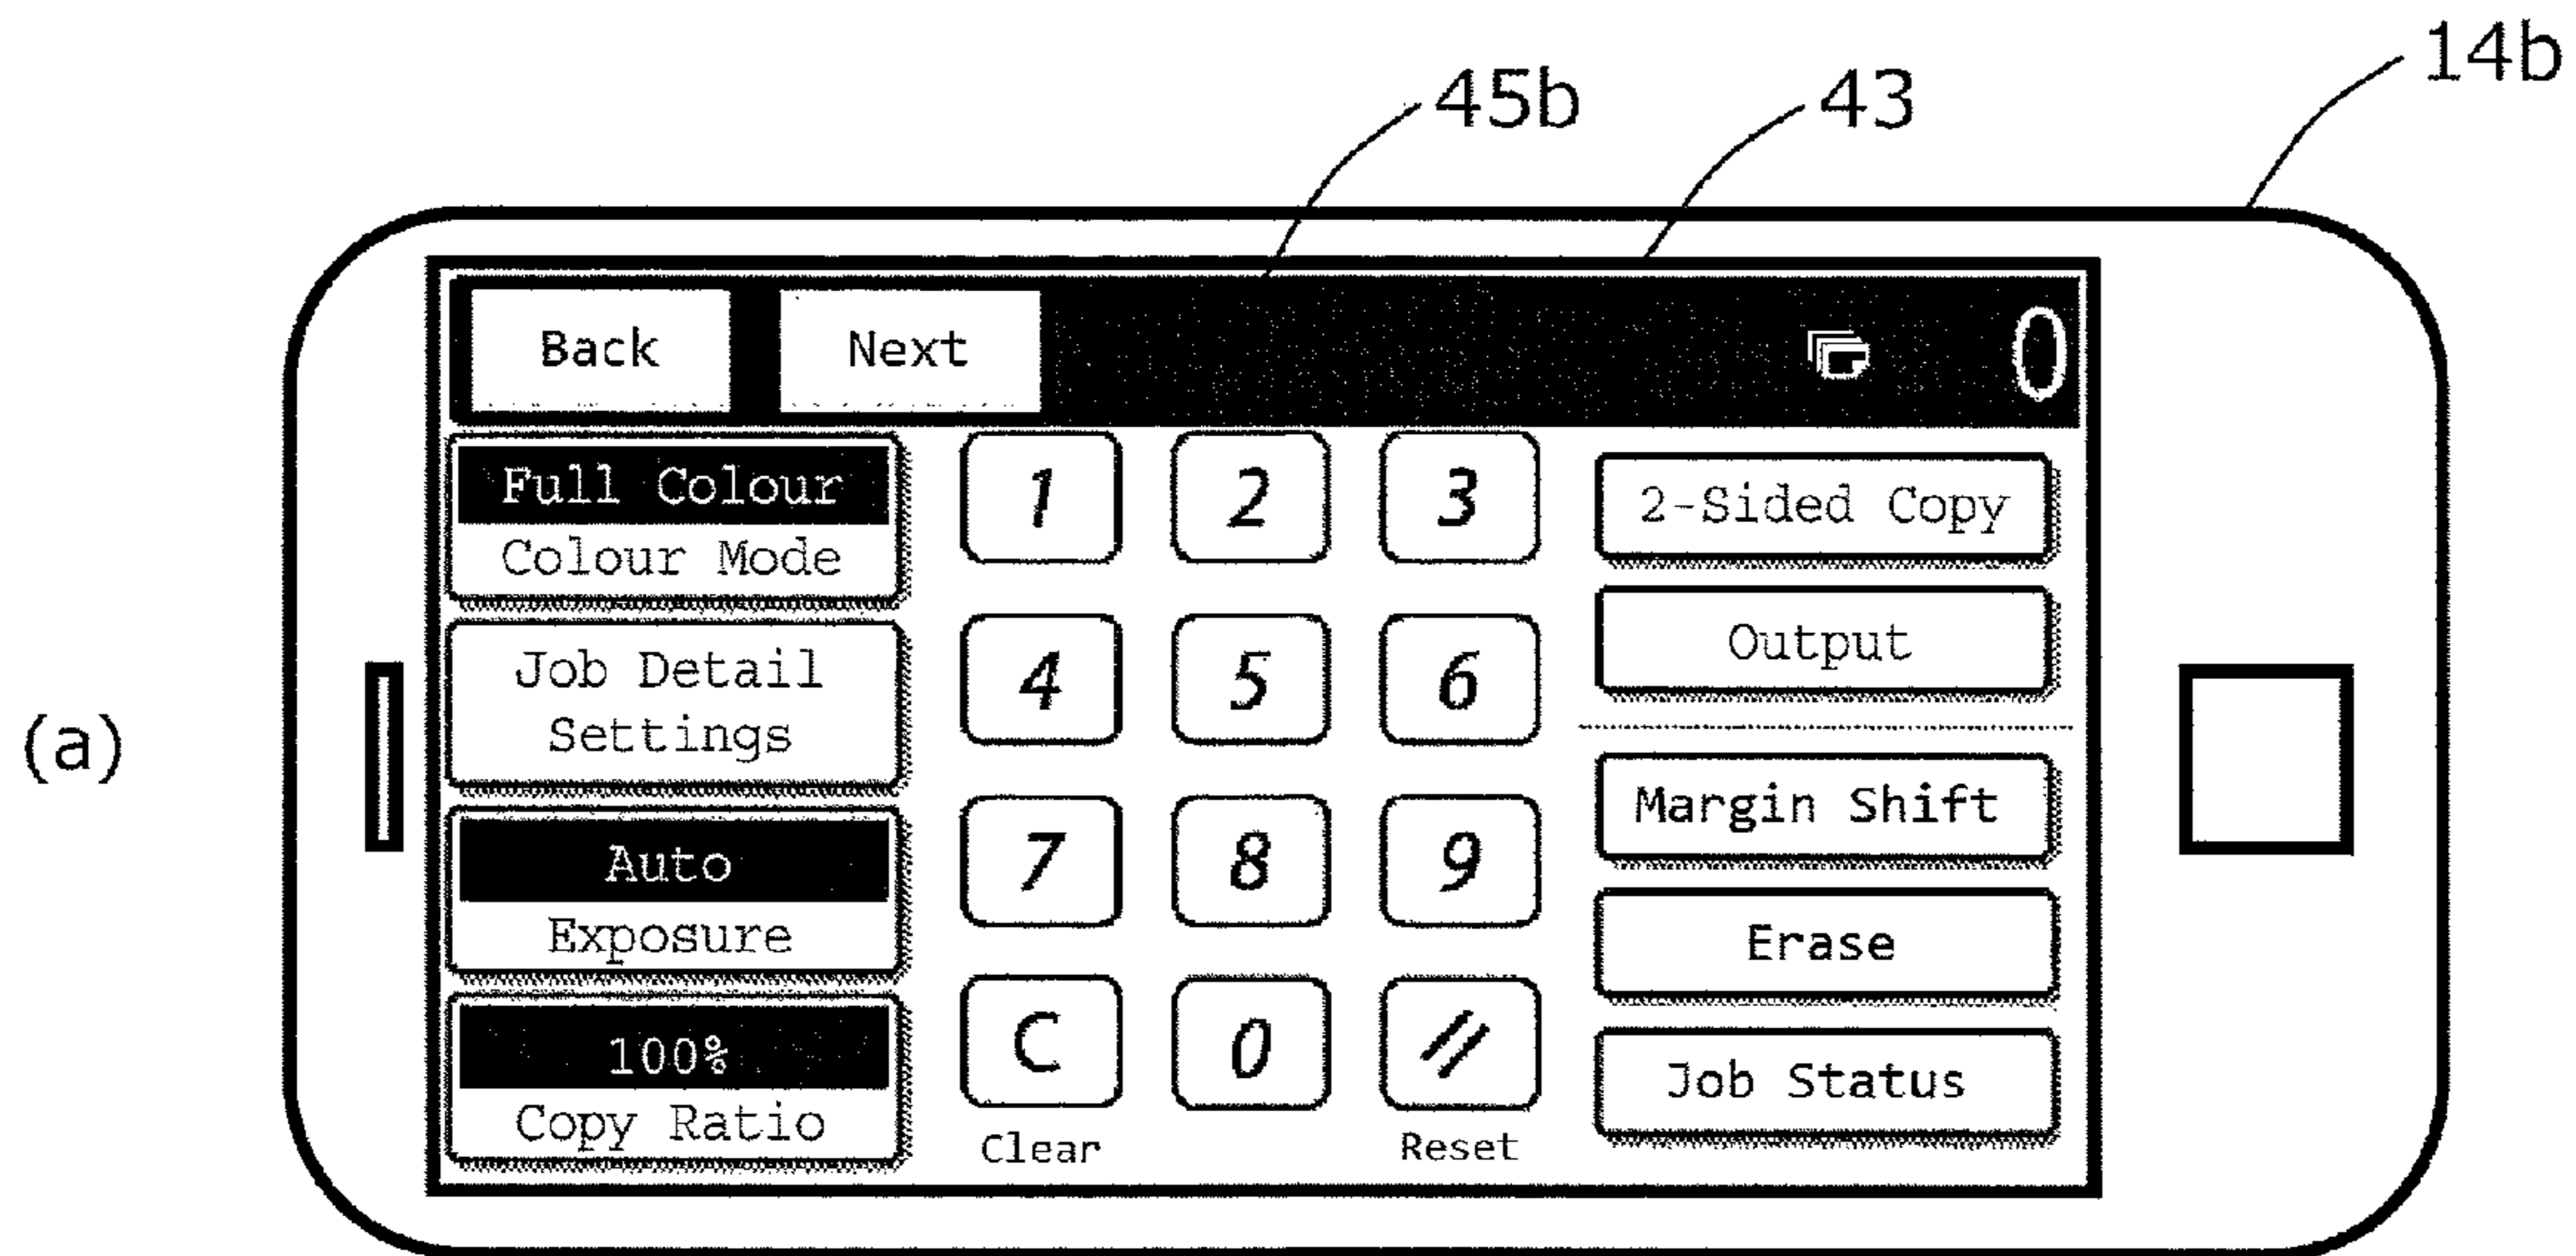 14b
45b
43
Back
Next
0
Full Colour
Colour Mode
1
2
3
2-Sided Copy
Job Detail
Settings
4
5
6
Output
(a)
Auto
Exposure
7
8
9
Margin Shift
Erase
100%
Copy Ratio
C
0
//
Job Status
Clear
Reset